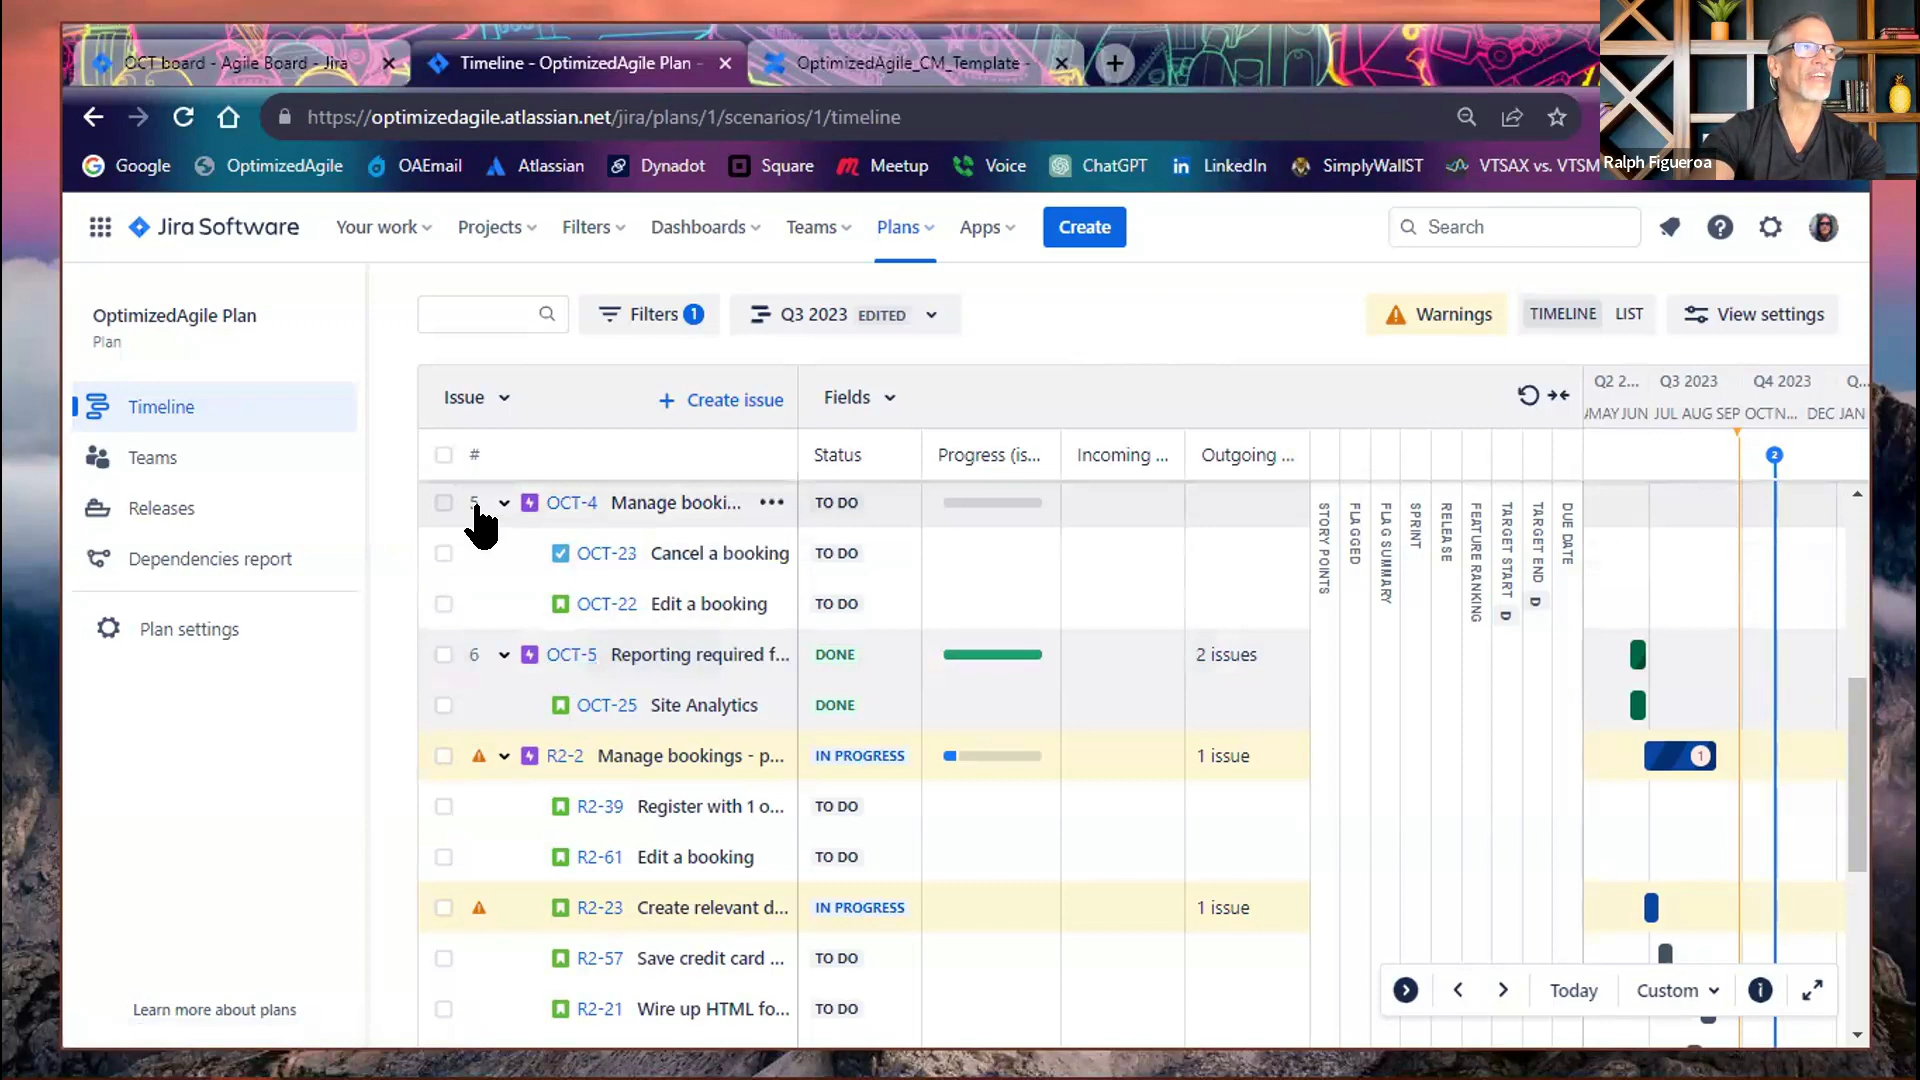 OCT board - Agile Board - Jira
Timeline - OptimizedAgile Plan -
OptimizedAgile_CM_Template -
https://optimizedagile.atlassian.net/jira/plans/1/scenarios/1/timeline
Google OptimizedAgile OAEmail Atlassian Dynadot Square Meetup Voice ChatGPT LinkedIn SimplyWallST VTSAX vs. VTSM
Ralph Figueroa
Jira Software Your work Projects Filters Dashboards Teams Plans Apps Create Search
OptimizedAgile Plan
Plan
Timeline
Teams
Releases
Dependencies report
Plan settings
Learn more about plans
Filters 1 Q3 2023 EDITED Warnings TIMELINE LIST View settings
Issue + Create issue Fields
Q2 2... Q3 2023 Q4 2023 Q...
MAY JUN JUL AUG SEP OCT N... DEC JAN
# Status Progress (is... Incoming ... Outgoing ...
2
STORY POINTS
FLAGGED
FLAG SUMMARY
SPRINT
RELEASE
FEATURE RANKING
TARGET START D
TARGET END D
DUE DATE
5 OCT-4 Manage booki... ••• TO DO
OCT-23 Cancel a booking TO DO
OCT-22 Edit a booking TO DO
6 OCT-5 Reporting required f... DONE 2 issues
OCT-25 Site Analytics DONE
R2-2 Manage bookings - p... IN PROGRESS 1 issue 1
R2-39 Register with 1 o... TO DO
R2-61 Edit a booking TO DO
R2-23 Create relevant d... IN PROGRESS 1 issue
R2-57 Save credit card ... TO DO
R2-21 Wire up HTML fo... TO DO
Today Custom